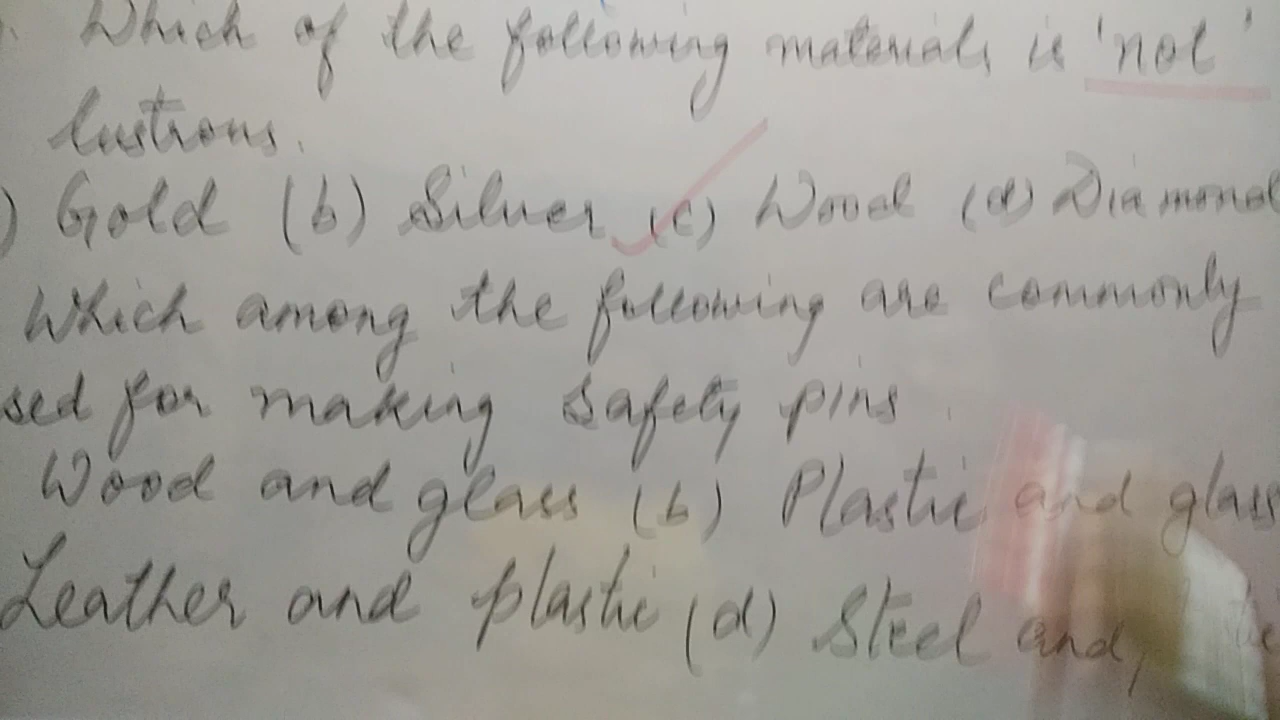 Which of the following materials is 'not'
lustrous.
) Gold (b) Silver (c) Wood (d) Diamond
Which among the following are commonly
sed for making safety pins
Wood and glass (b) Plastic and glass
Leather and plastic (d) Steel and